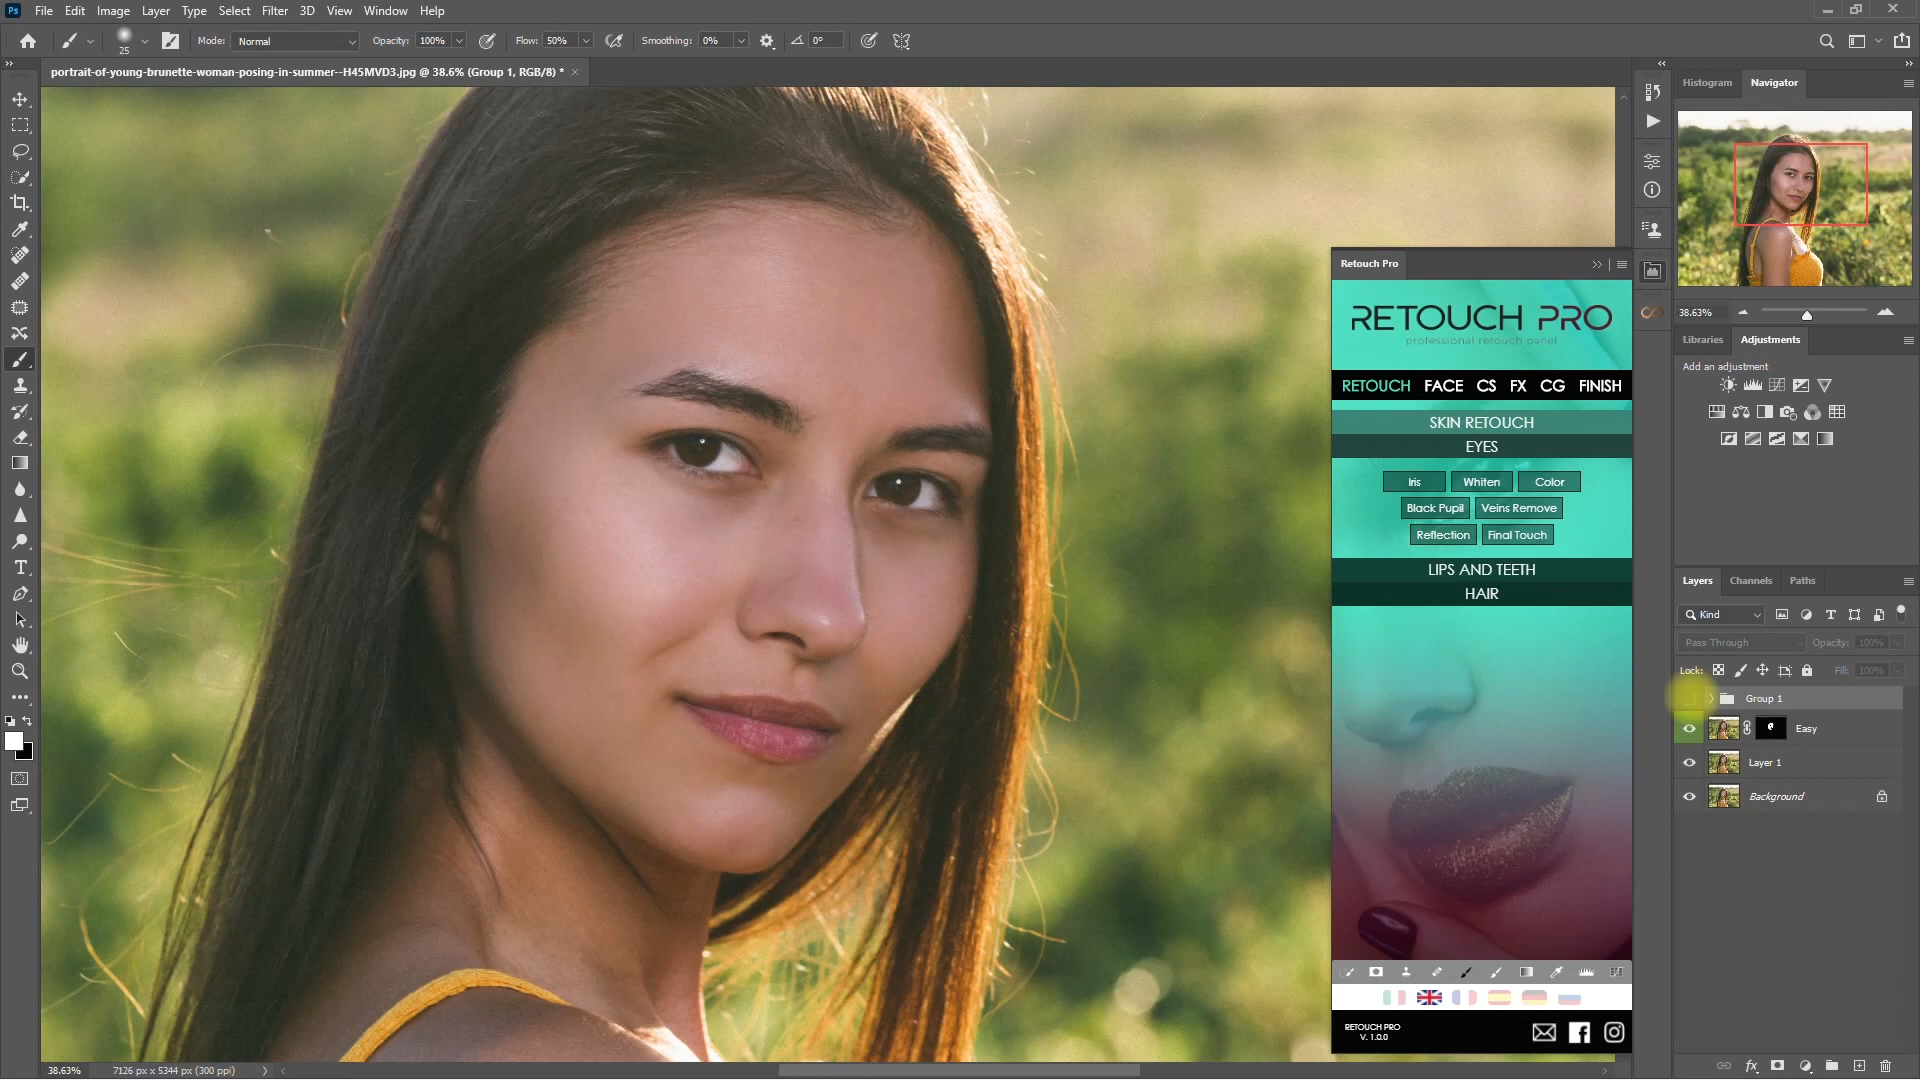 Ps File Edit Image Layer Type Select Filter 3D View Window Help
25 Mode: Normal Opacity: 100% Flow: 50% Smoothing: 0% 0°
portrait-of-young-brunette-woman-posing-in-summer--H45MVD3.jpg @ 38.6% (Group 1, RGB/8) *
Histogram Navigator
38.63%
Libraries Adjustments
Add an adjustment
Retouch Pro
RETOUCH PRO
professional retouch panel
RETOUCH FACE CS FX CG FINISH
SKIN RETOUCH
EYES
Iris Whiten Color
Black Pupil Veins Remove
Reflection Final Touch
LIPS AND TEETH
HAIR
RETOUCH PRO
V. 1.0.0
Layers Channels Paths
Kind
Pass Through Opacity: 100%
Lock: Fill: 100%
Group 1
Easy
Layer 1
Background
38.63% 7126 px x 5344 px (300 ppi)